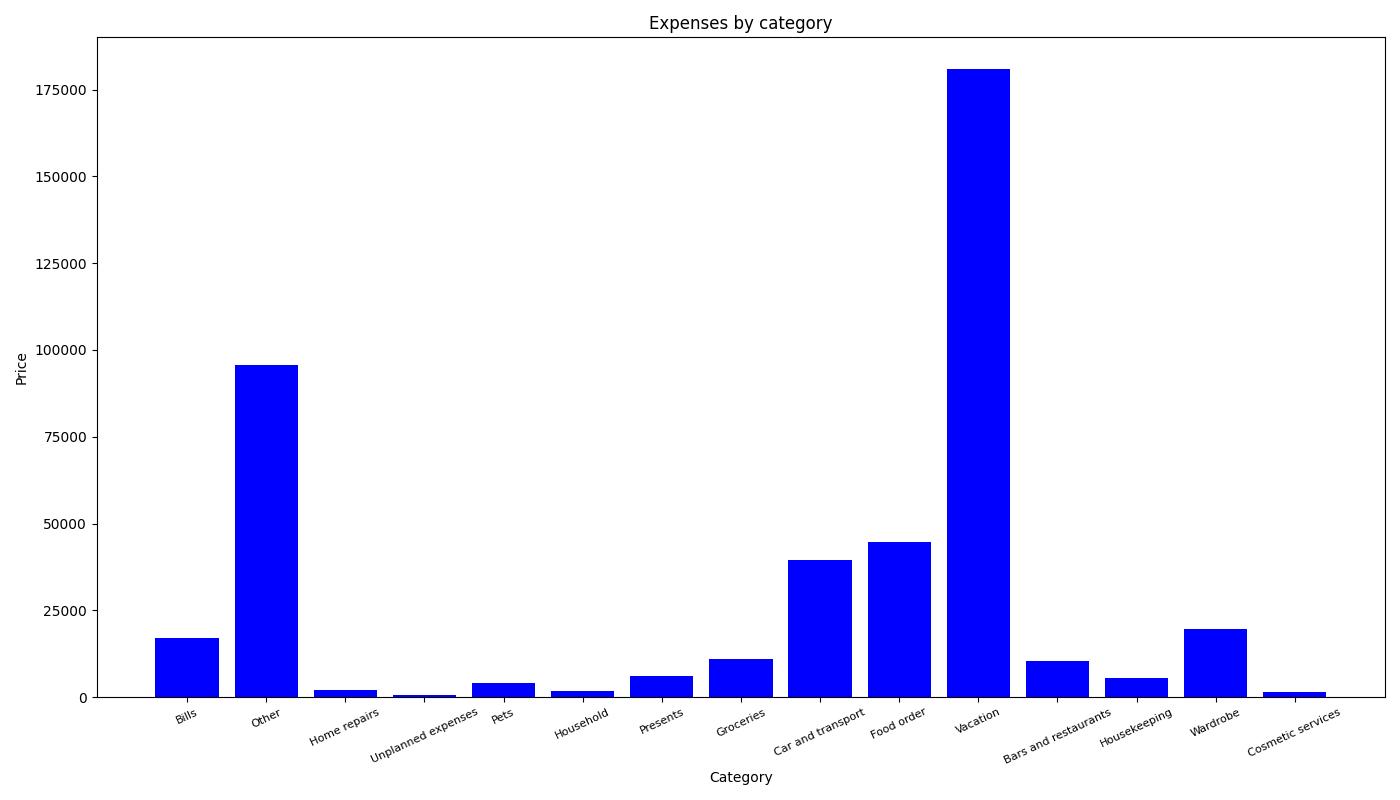 Expenses by category
175000
150000
125000
100000
75000
50000
25000
0
Price
Bills
Other
Home repairs
Unplanned expenses
Pets
Household
Presents
Groceries
Car and transport
Food order
Vacation
Bars and restaurants
Housekeeping
Wardrobe
Cosmetic services
Category